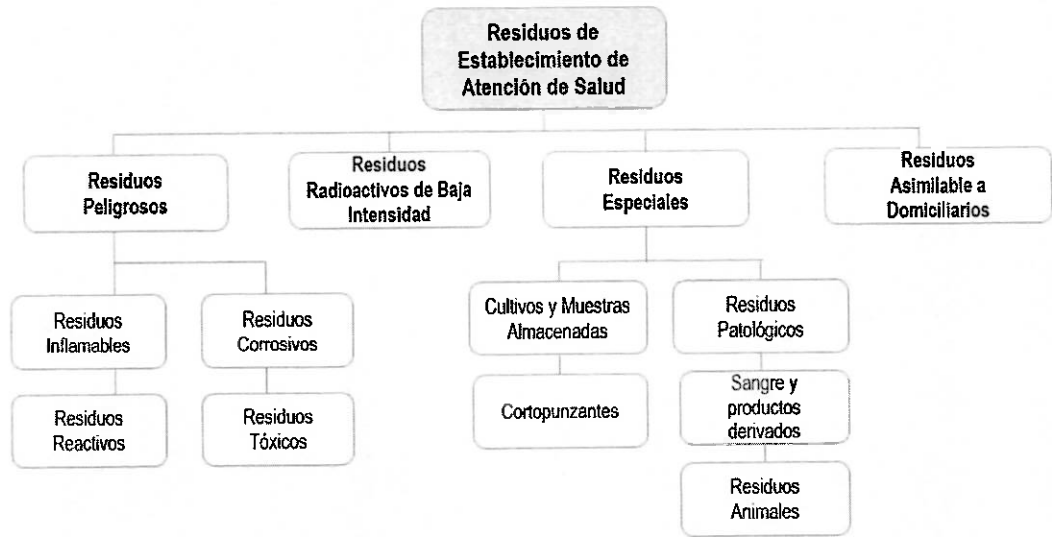 Residuos de
Establecimiento de
Atención de Salud
Residuos
Peligrosos
Residuos
Radioactivos de Baja
Intensidad
Residuos
Especiales
Residuos
Asimilable a
Domiciliarios
Residuos
Inflamables
Residuos
Corrosivos
Cultivos y Muestras
Almacenadas
Residuos
Patológicos
Residuos
Reactivos
Residuos
Tóxicos
Cortopunzantes
Sangre y
productos
derivados
Residuos
Animales